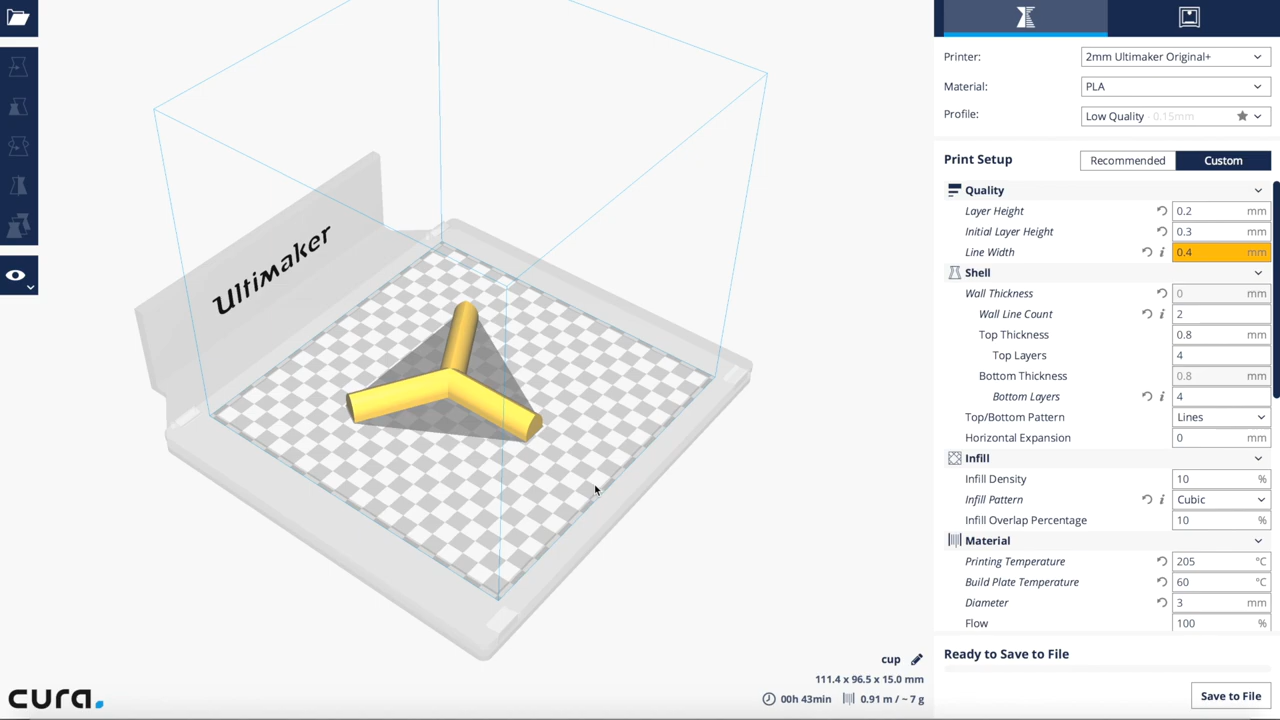 Ultimaker
Printer: 2mm Ultimaker Original+
Material: PLA
Profile: Low Quality - 0.15mm
Print Setup Recommended Custom
Quality
Layer Height 0.2 mm
Initial Layer Height 0.3 mm
Line Width i 0.4 mm
Shell
Wall Thickness 0 mm
Wall Line Count i 2
Top Thickness 0.8 mm
Top Layers 4
Bottom Thickness 0.8 mm
Bottom Layers i 4
Top/Bottom Pattern Lines
Horizontal Expansion 0 mm
Infill
Infill Density 10 %
Infill Pattern i Cubic
Infill Overlap Percentage 10 %
Material
Printing Temperature 205 °C
Build Plate Temperature 60 °C
Diameter 3 mm
Flow 100 %
cup
111.4 x 96.5 x 15.0 mm
00h 43min 0.91 m / ~ 7 g
Ready to Save to File
Save to File
cura.